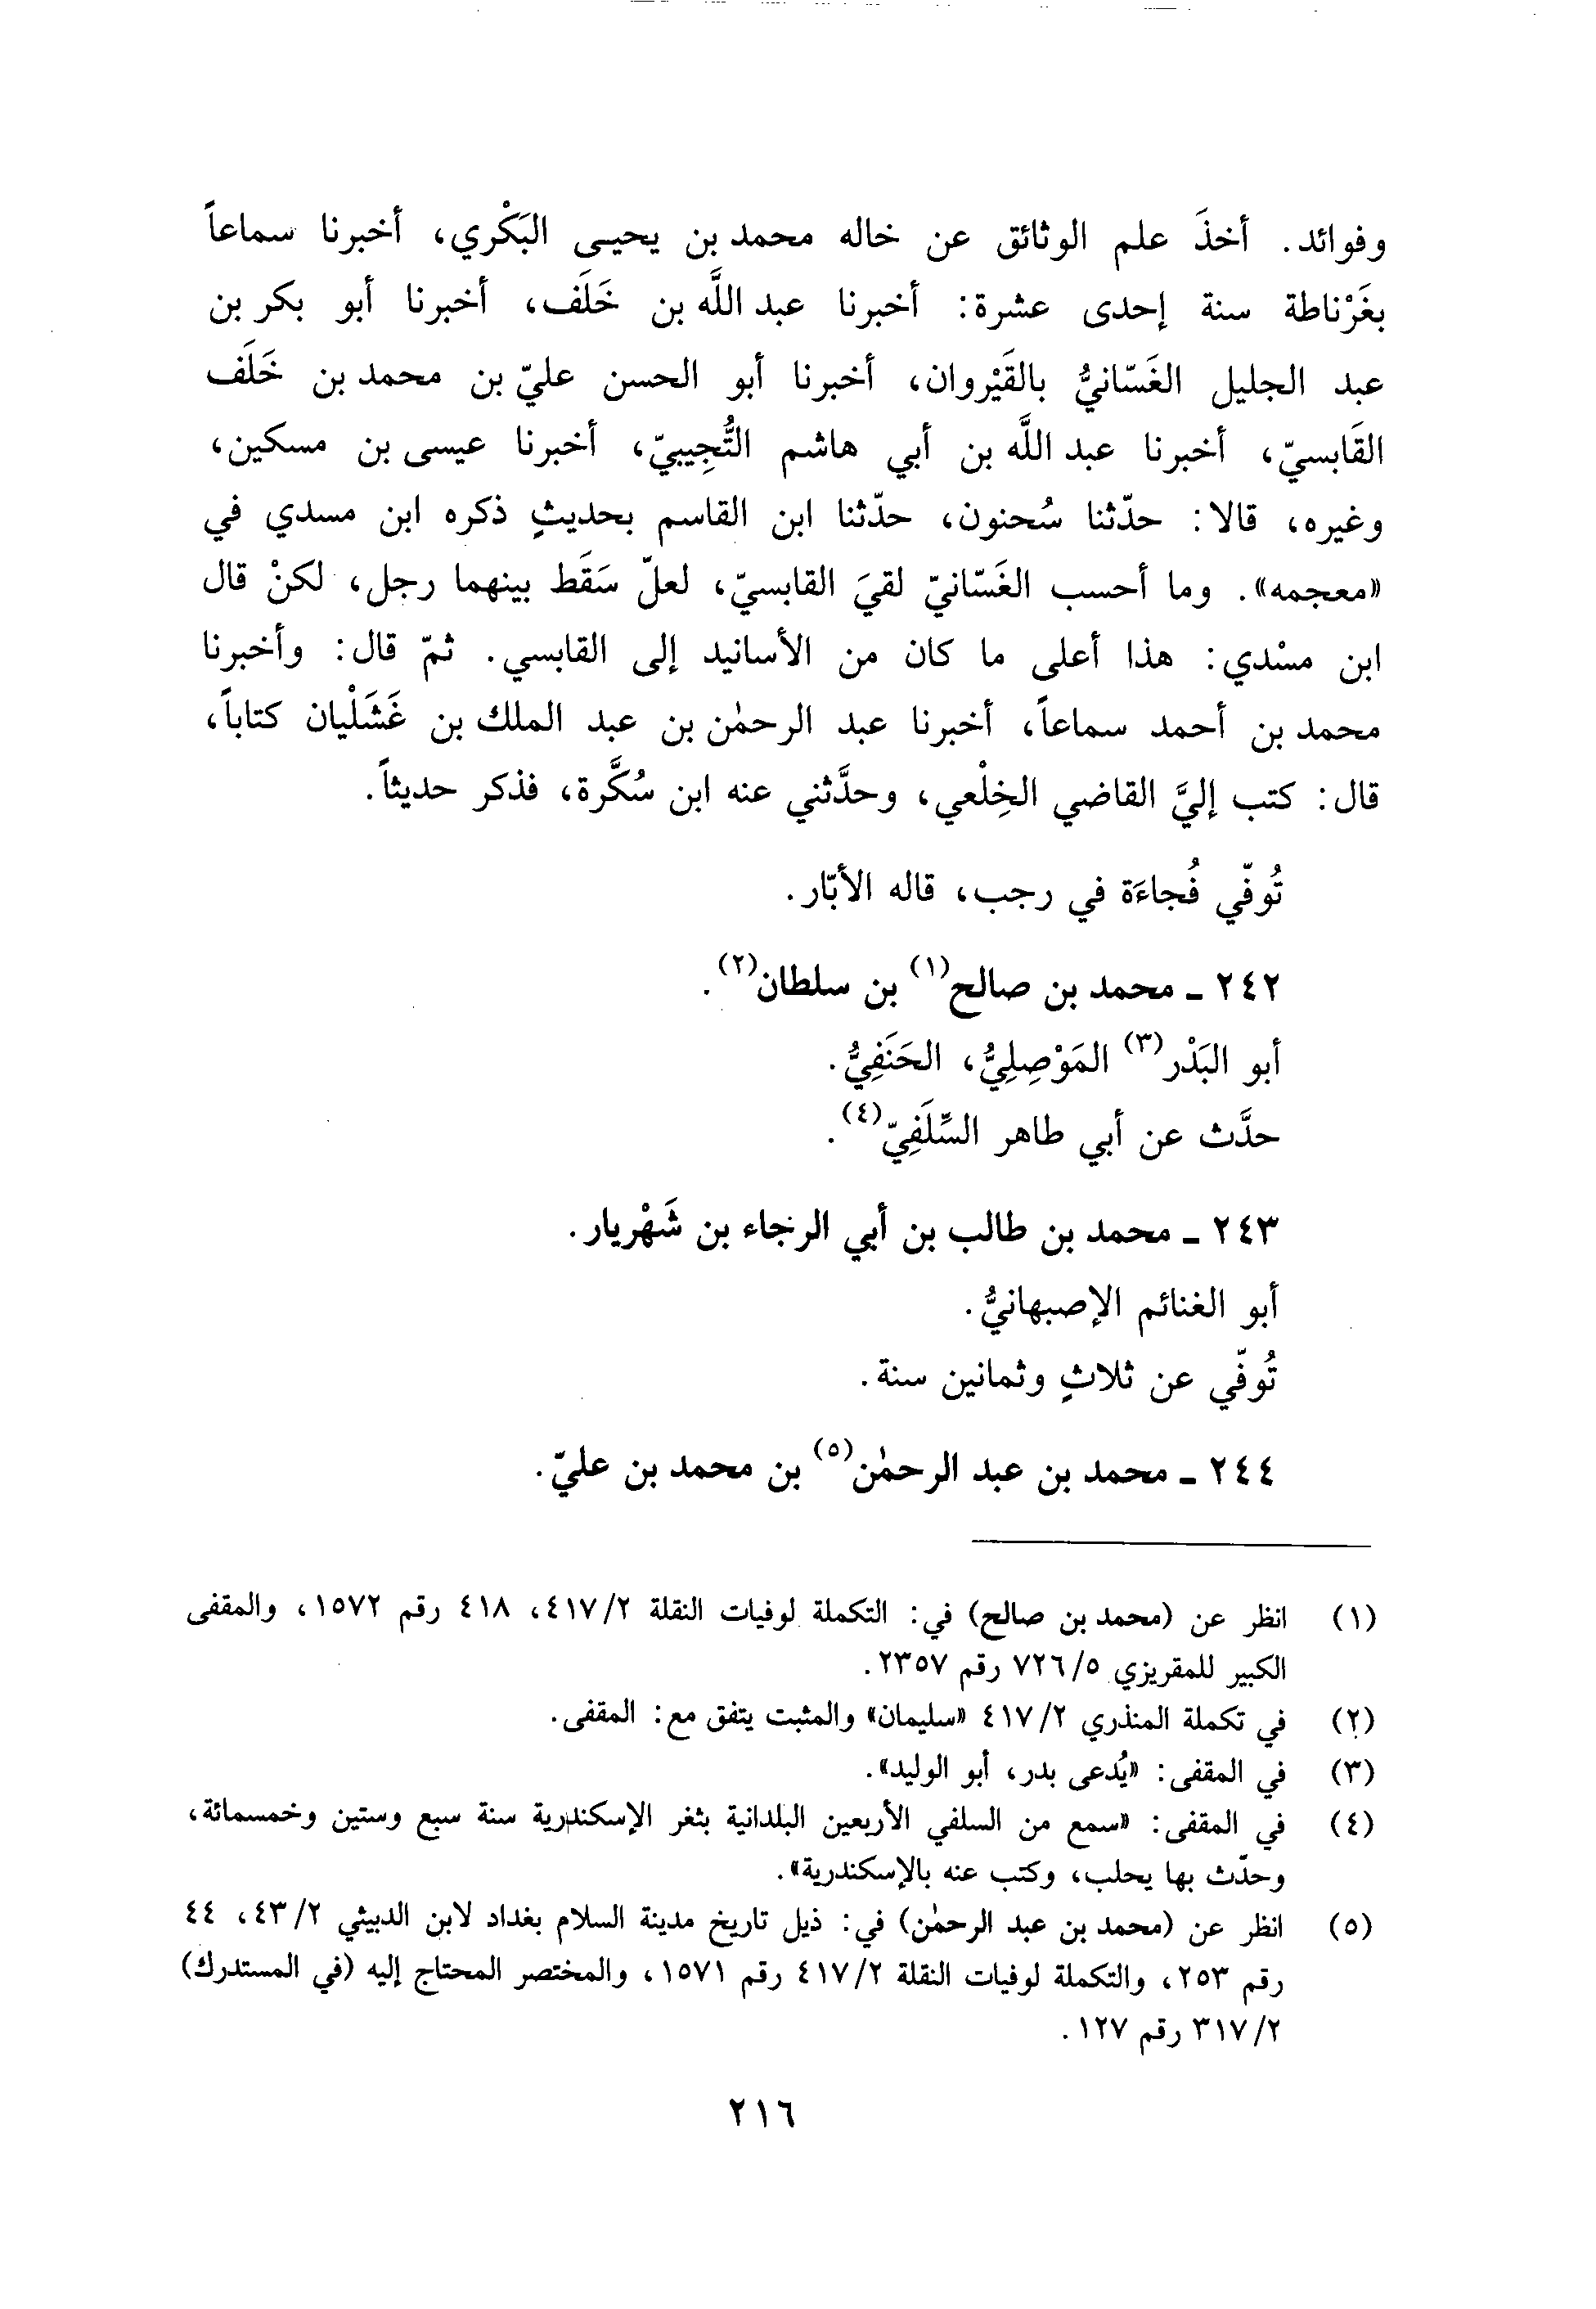 وفوائد. أخذَ علم الوثائق عن خاله محمد بن يحيى البَكْري، أخبرنا سماعاً
بغَرْناطة سنة إحدى عشرة: أخبرنا عبد اللَّه بن خَلَف، أخبرنا أبو بكر بن
عبد الجليل الغَسّانيُّ بالقَيْروان، أخبرنا أبو الحسن عليّ بن محمد بن خَلَف
القَابسيّ، أخبرنا عبد اللَّه بن أبي هاشم التُّجِيبيّ، أخبرنا عيسى بن مسكين،
وغيره، قالا: حدّثنا سُحنون، حدّثنا ابن القاسم بحديثٍ ذكره ابن مسدي في
«معجمه». وما أحسب الغَسّانيّ لقيَ القابسيّ، لعلّ سَقَط بينهما رجل، لكنْ قال
ابن مسْدي: هذا أعلى ما كان من الأسانيد إلى القابسي. ثمّ قال: وأخبرنا
محمد بن أحمد سماعاً، أخبرنا عبد الرحمٰن بن عبد الملك بن غَشَلْيان كتاباً،
قال: كتب إليَّ القاضي الخِلْعي، وحدَّثني عنه ابن سُكَّرة، فذكر حديثاً.
تُوفّي فُجاءَة في رجب، قاله الأبّار.
٢٤٢ ـ محمد بن صالح(١) بن سلطان(٢).
أبو البَدْر(٣) المَوْصِلِيُّ، الحَنَفِيُّ.
حدَّث عن أبي طاهر السِّلَفِيّ(٤).
٢٤٣ ـ محمد بن طالب بن أبي الرجاء بن شَهْريار.
أبو الغنائم الإصبهانيُّ.
تُوفّي عن ثلاثٍ وثمانين سنة.
٢٤٤ ـ محمد بن عبد الرحمٰن(٥) بن محمد بن عليّ.
(١) انظر عن (محمد بن صالح) في: التكملة لوفيات النقلة ٤١٧/٢، ٤١٨ رقم ١٥٧٢، والمقفى
الكبير للمقريزي ٧٢٦/٥ رقم ٢٣٥٧.
(٢) في تكملة المنذري ٤١٧/٢ «سليمان» والمثبت يتفق مع: المقفى.
(٣) في المقفى: «يُدعى بدر، أبو الوليد».
(٤) في المقفى: «سمع من السلفي الأربعين البلدانية بثغر الإسكندرية سنة سبع وستين وخمسمائة،
وحدّث بها يحلب، وكتب عنه بالإسكندرية».
(٥) انظر عن (محمد بن عبد الرحمٰن) في: ذيل تاريخ مدينة السلام بغداد لابن الدبيثي ٤٣/٢، ٤٤
رقم ٢٥٣، والتكملة لوفيات النقلة ٤١٧/٢ رقم ١٥٧١، والمختصر المحتاج إليه (في المستدرك)
٣١٧/٢ رقم ١٢٧.
٢١٦